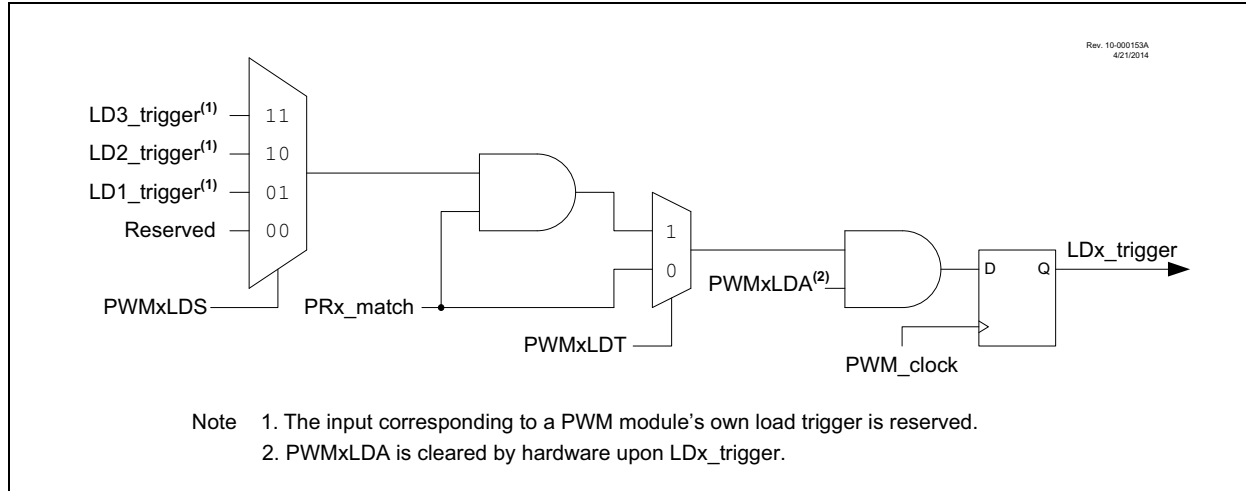 Rev. 10-000153A
4/21/2014
LD3_trigger(1)
11
LD2_trigger(1)
10
LD1_trigger(1)
01
Reserved
00
PWMxLDS
PRx_match
1
0
PWMxLDT
PWMxLDA(2)
D Q
LDx_trigger
PWM_clock
Note 1. The input corresponding to a PWM module's own load trigger is reserved.
2. PWMxLDA is cleared by hardware upon LDx_trigger.